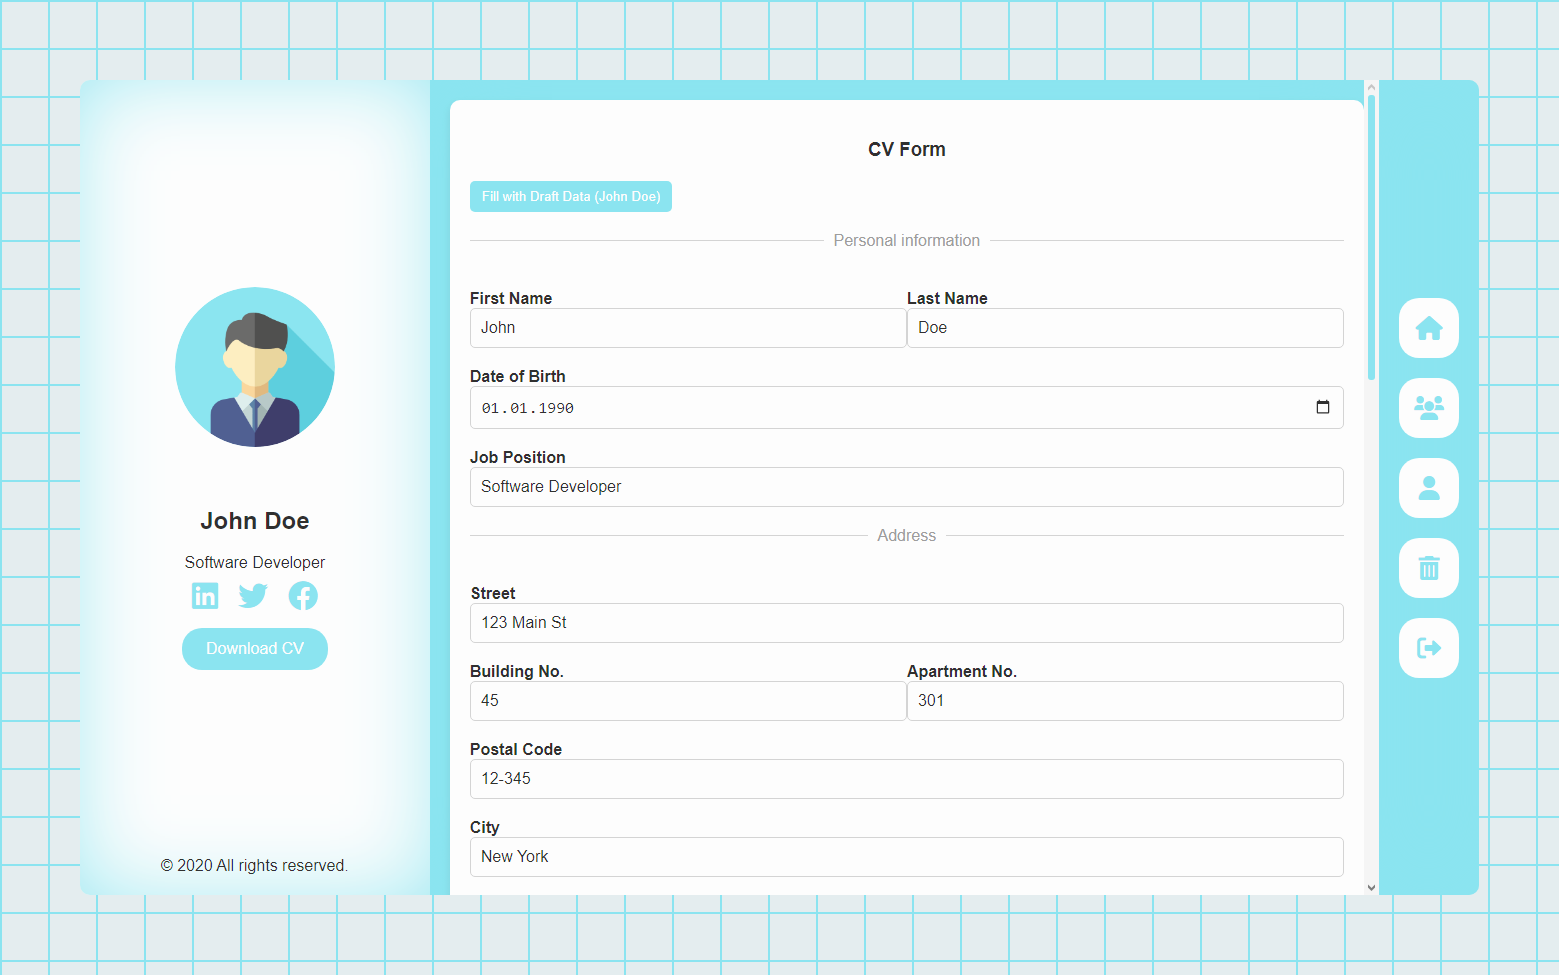 John Doe
Software Developer
Download CV
© 2020 All rights reserved.
CV Form
Fill with Draft Data (John Doe)
Personal information
First Name
John
Last Name
Doe
Date of Birth
01.01.1990
Job Position
Software Developer
Address
Street
123 Main St
Building No.
45
Apartment No.
301
Postal Code
12-345
City
New York